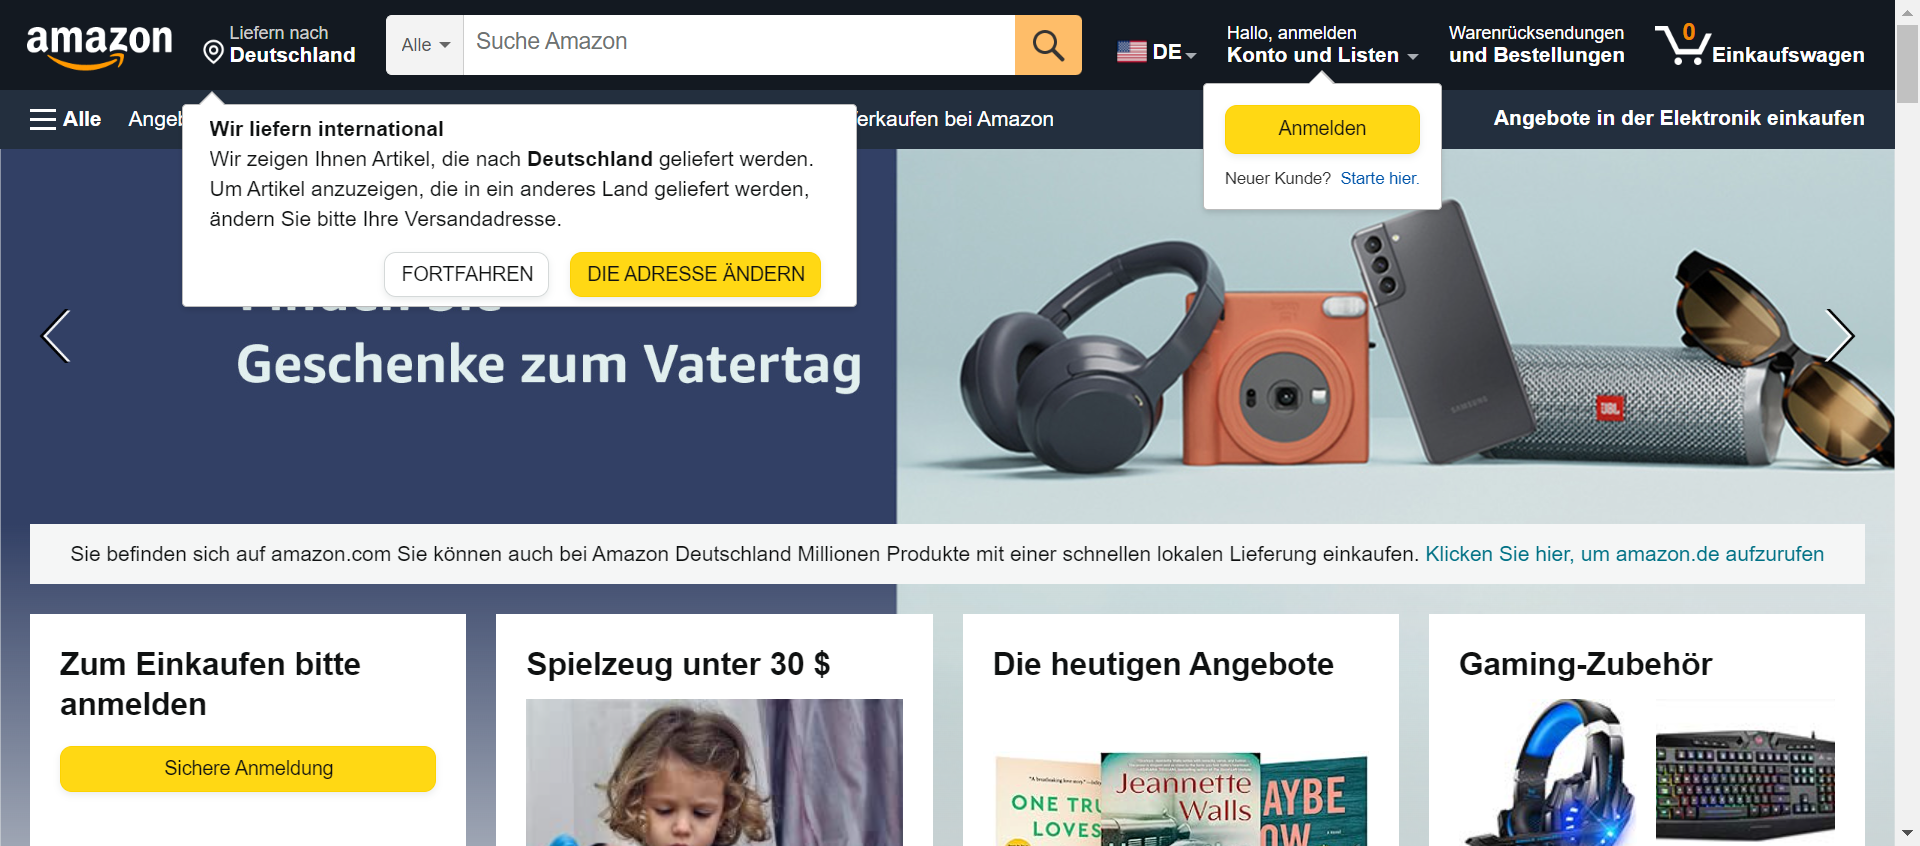 amazon
Liefern nach
Deutschland
Alle
Suche Amazon
DE
Hallo, anmelden
Konto und Listen
Warenrücksendungen
und Bestellungen
0
Einkaufswagen
Alle
Angeb
erkaufen bei Amazon
Angebote in der Elektronik einkaufen
Wir liefern international
Wir zeigen Ihnen Artikel, die nach Deutschland geliefert werden.
Um Artikel anzuzeigen, die in ein anderes Land geliefert werden,
ändern Sie bitte Ihre Versandadresse.
FORTFAHREN
DIE ADRESSE ÄNDERN
Anmelden
Neuer Kunde? Starte hier.
Finden Sie
Geschenke zum Vatertag
SAMSUNG
JBL
Sie befinden sich auf amazon.com Sie können auch bei Amazon Deutschland Millionen Produkte mit einer schnellen lokalen Lieferung einkaufen. Klicken Sie hier, um amazon.de aufzurufen
Zum Einkaufen bitte
anmelden
Sichere Anmeldung
Spielzeug unter 30 $
Die heutigen Angebote
ONE TRU
LOVES
Jeannette
Walls
AYBE
OW
Gaming-Zubehör